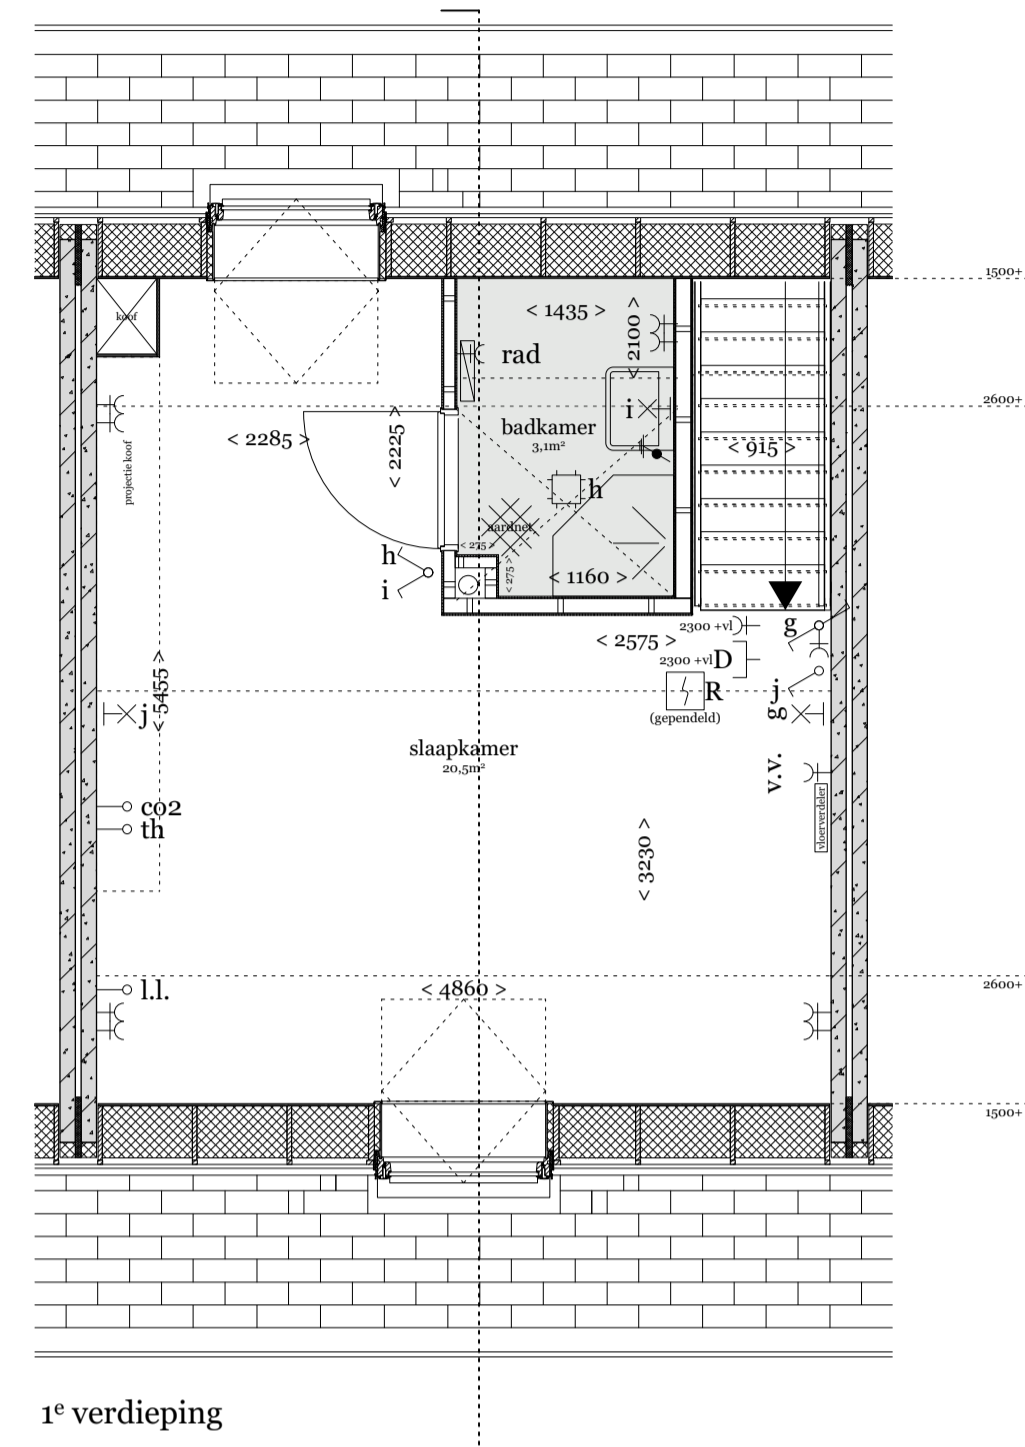 1500+
koof
< 1435 >
< 2100 >
rad
2600+
i
badkamer
3,1m²
< 2285 >
< 2225 >
< 915 >
projectie koof
h
aardnet
< 275 >
< 275 >
h
i
< 1160 >
2300 +vl
g
< 2575 >
2300 +vl D
j
R
(gependeld)
< 5455 >
j
g
slaapkamer
20,5m²
v.v.
vloerverdeler
co2
th
< 3230 >
2600+
l.l.
< 4860 >
1500+
1e verdieping